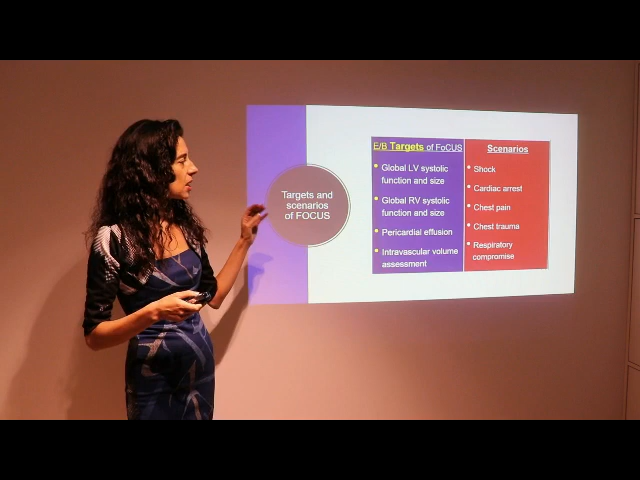 Targets and
scenarios
of FOCUS
E/B Targets of FoCUS
Global LV systolic
function and size
Global RV systolic
function and size
Pericardial effusion
Intravascular volume
assessment
Scenarios
Shock
Cardiac arrest
Chest pain
Chest trauma
Respiratory
compromise